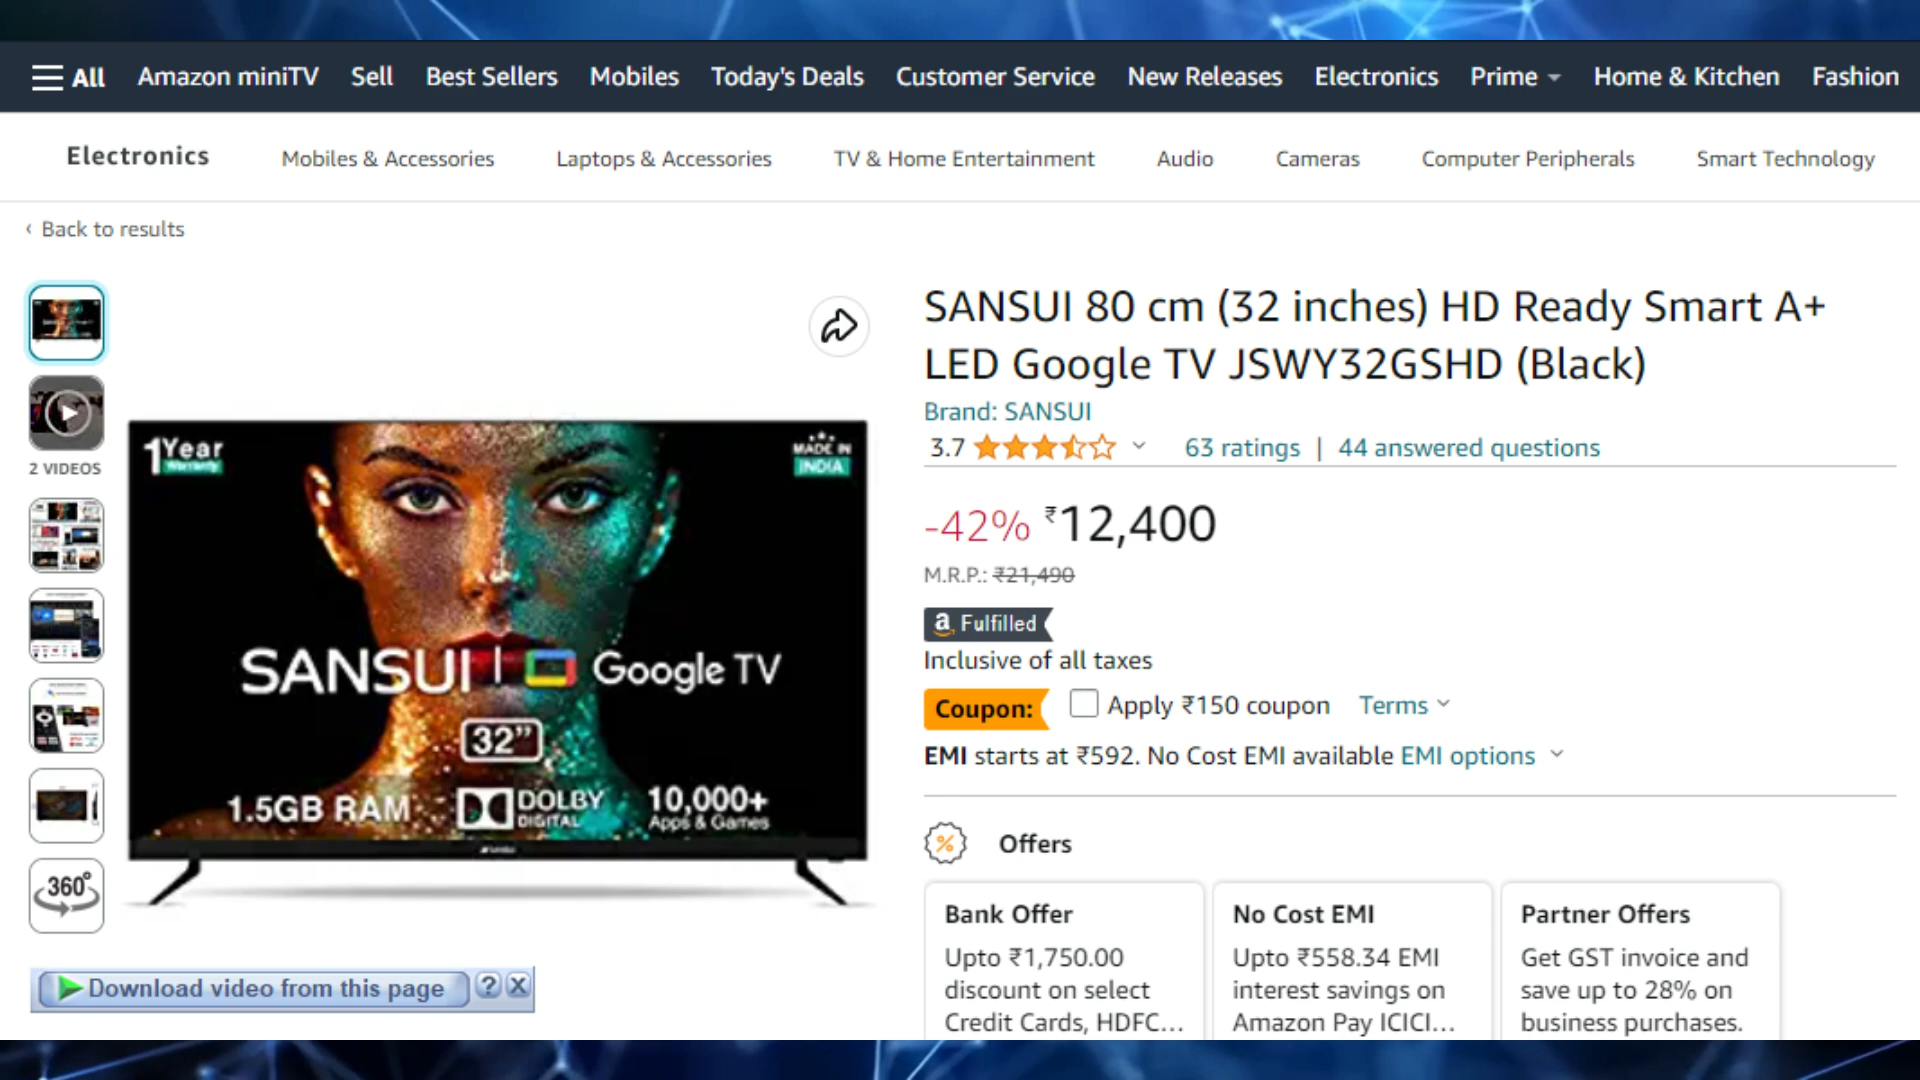 All Amazon miniTV Sell Best Sellers Mobiles Today's Deals Customer Service New Releases Electronics Prime Home & Kitchen Fashion
Electronics Mobiles & Accessories Laptops & Accessories TV & Home Entertainment Audio Cameras Computer Peripherals Smart Technology
‹ Back to results
2 VIDEOS
360°
1 Year
Warranty
MADE IN
INDIA
SANSUI | Google TV
32”
1.5GB RAM
DOLBY
DIGITAL
10,000+
Apps & Games
Download video from this page ? X
SANSUI 80 cm (32 inches) HD Ready Smart A+
LED Google TV JSWY32GSHD (Black)
Brand: SANSUI
3.7 63 ratings | 44 answered questions
-42% ₹12,400
M.R.P.: ₹21,490
a Fulfilled
Inclusive of all taxes
Coupon: Apply ₹150 coupon Terms
EMI starts at ₹592. No Cost EMI available EMI options
% Offers
Bank Offer
Upto ₹1,750.00
discount on select
Credit Cards, HDFC...
No Cost EMI
Upto ₹558.34 EMI
interest savings on
Amazon Pay ICICI...
Partner Offers
Get GST invoice and
save up to 28% on
business purchases.